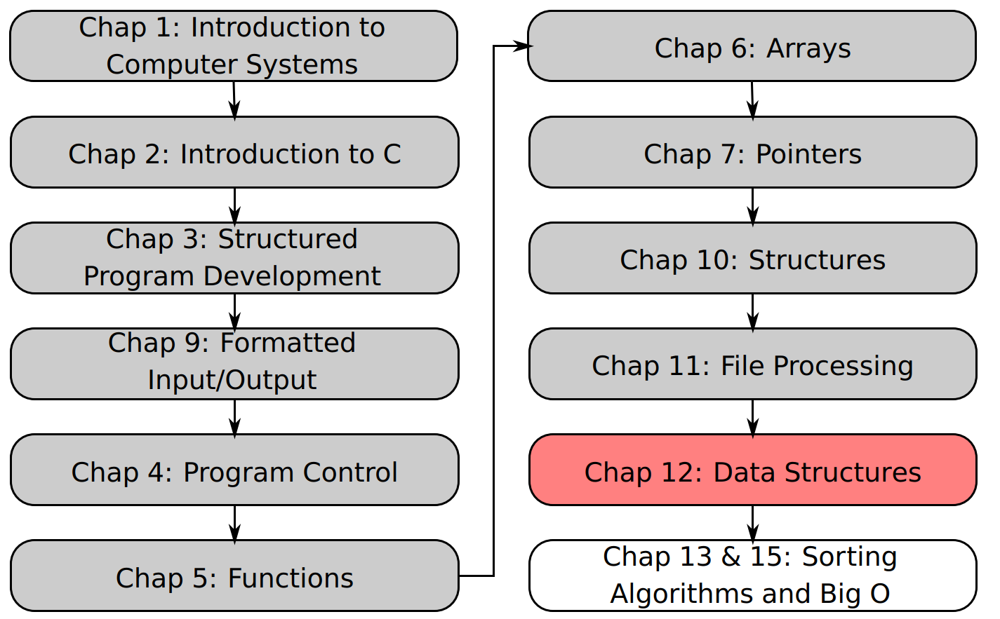 Chap 1: Introduction to
Computer Systems
Chap 2: Introduction to C
Chap 3: Structured
Program Development
Chap 9: Formatted
Input/Output
Chap 4: Program Control
Chap 5: Functions
Chap 6: Arrays
Chap 7: Pointers
Chap 10: Structures
Chap 11: File Processing
Chap 12: Data Structures
Chap 13 & 15: Sorting
Algorithms and Big O